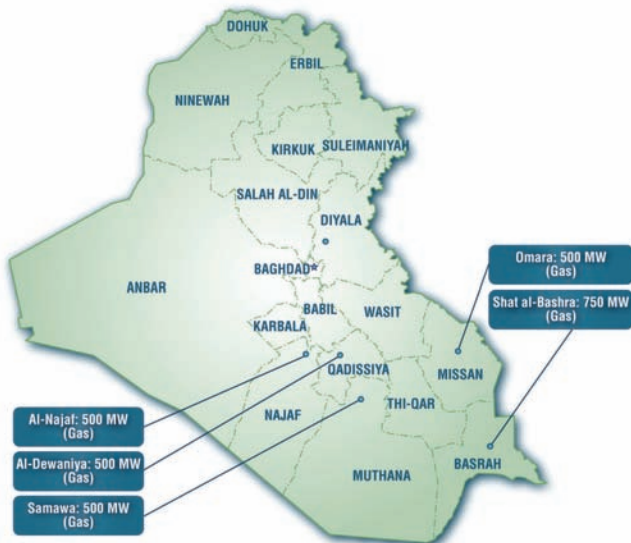 DOHUK
ERBIL
NINEWAH
KIRKUK
SULEIMANIYAH
SALAH AL-DIN
DIYALA
Omara: 500 MW
(Gas)
BAGHDAD
ANBAR
Shat al-Bashra: 750 MW
(Gas)
BABIL
WASIT
KARBALA
QADISSIYA
MISSAN
THI-QAR
NAJAF
Al-Najaf: 500 MW
(Gas)
Al-Dewaniya: 500 MW
(Gas)
BASRAH
MUTHANA
Samawa: 500 MW
(Gas)